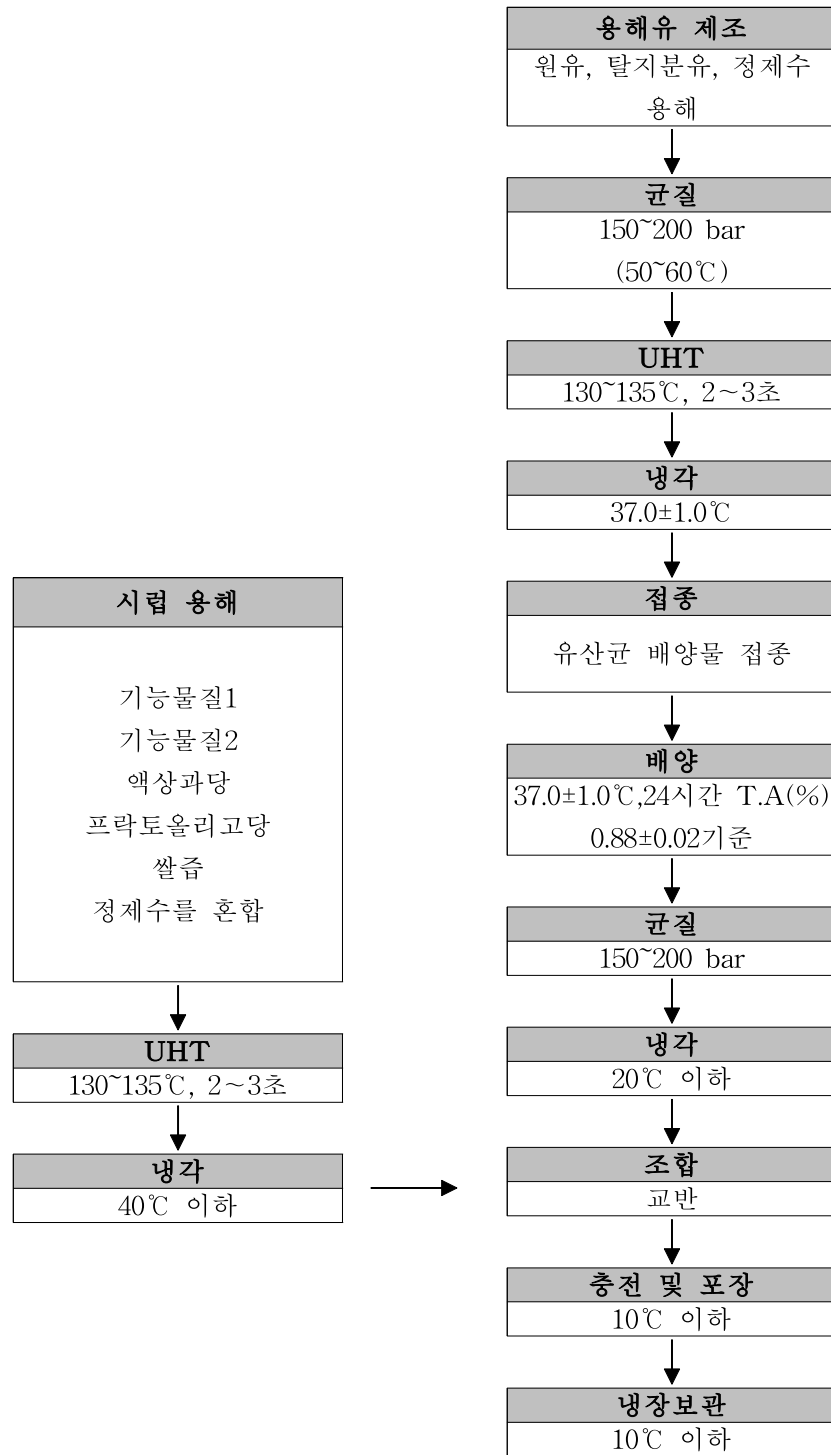 용해유 제조
원유, 탈지분유, 정제수
용해
균질
150~200 bar
(50~60℃)
UHT
130~135℃, 2～3초
냉각
37.0±1.0℃
접종
유산균 배양물 접종
배양
37.0±1.0℃,24시간 T.A(%)
0.88±0.02기준
균질
150~200 bar
냉각
20℃ 이하
시럽 용해
기능물질1
기능물질2
액상과당
프락토올리고당
쌀즙
정제수를 혼합
UHT
130~135℃, 2～3초
냉각
40℃ 이하
조합
교반
충전 및 포장
10℃ 이하
냉장보관
10℃ 이하